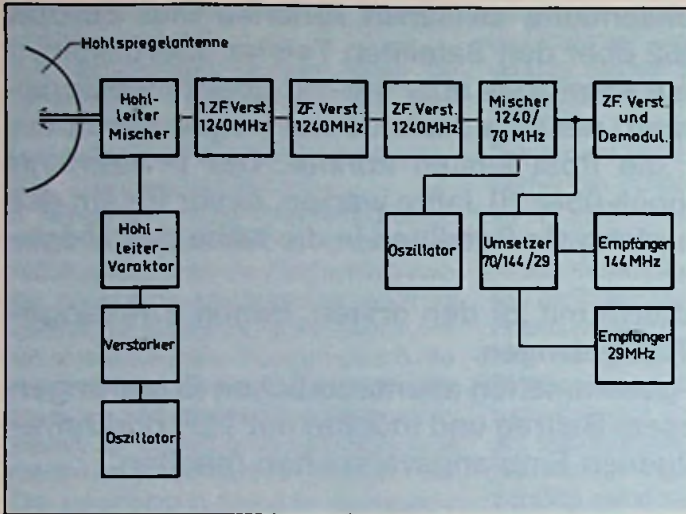 Hohlspiegelantenne
Hohl-
leiter
Mischer
1.ZF.Verst.
1240MHz
ZF. Verst.
1240MHz
ZF. Verst.
1240MHz
Mischer
1240/
70 MHz
ZF. Verst
und
Demodul.
Hohl-
leiter-
Varaktor
Oszillator
Umsetzer
70/144/29
Empfänger
144MHz
Verstärker
Empfänger
29MHz
Oszillator